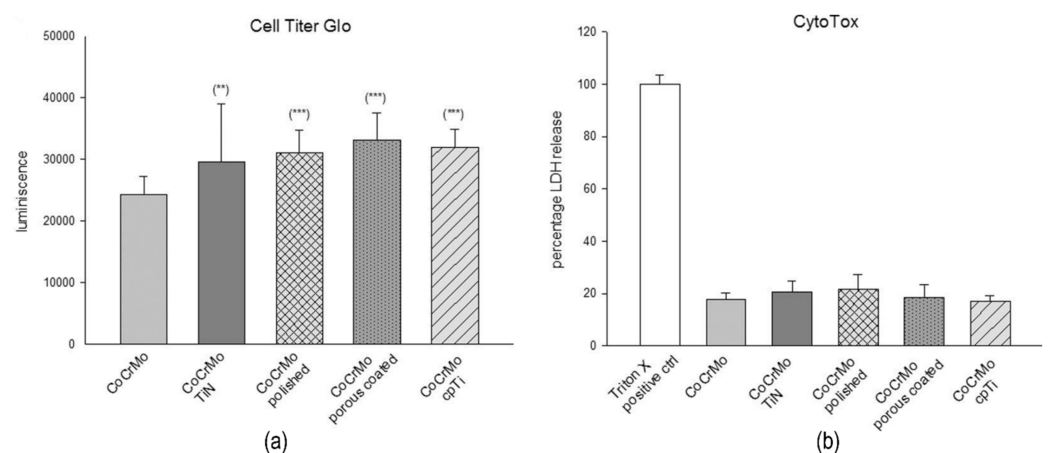 Cell Titer Glo
50000
40000
30000
20000
10000
0
luminiscence
(**)
(***)
(***)
(***)
CoCrMo
CoCrMo
TiN
CoCrMo
polished
CoCrMo
porous coated
CoCrMo
cpTi
(a)
CytoTox
120
100
80
60
40
20
0
percentage LDH release
Triton X
positive ctrl
CoCrMo
CoCrMo
TiN
CoCrMo
polished
CoCrMo
porous coated
CoCrMo
cpTi
(b)